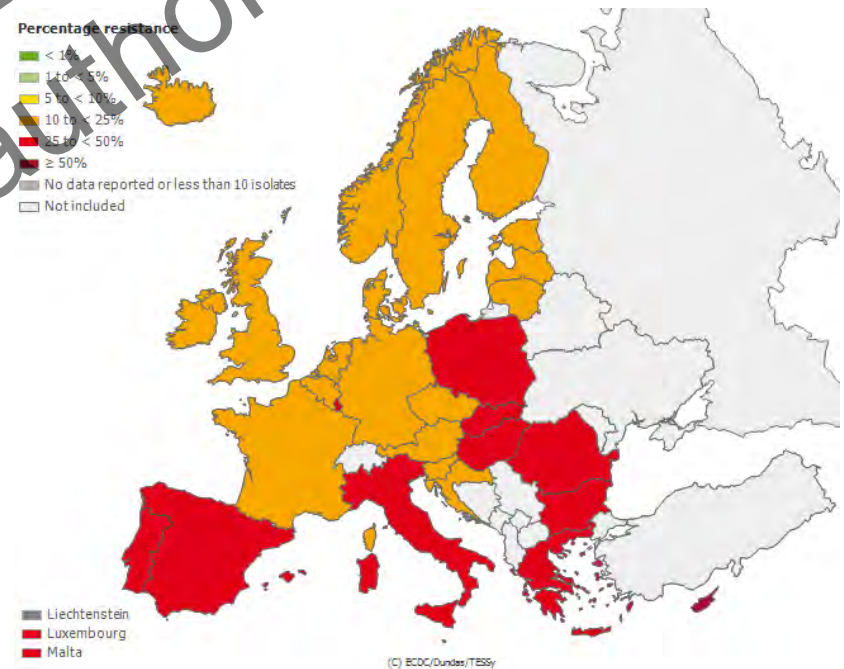 Percentage resistance
< 1%
1 to < 5%
5 to < 10%
10 to < 25%
25 to < 50%
≥ 50%
No data reported or less than 10 isolates
Not included
Liechtenstein
Luxembourg
Malta
(C) ECDC/Dundas/TESSy